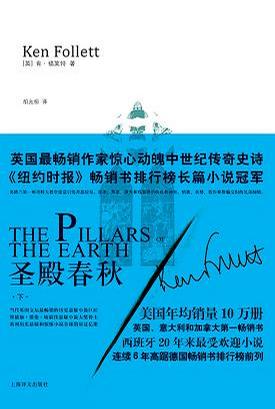 Ken Follett
[英] 肯·福莱特 著
胡允桓 译
英国最畅销作家惊心动魄中世纪传奇史诗
《纽约时报》畅销书排行榜长篇小说冠军
THE PILLARS OF
THE EARTH
圣殿春秋
·下·
Ken Follett
美国年均销量 10 万册
英国、意大利和加拿大第一畅销书
西班牙 20 年来最受欢迎小说
连续 6 年高踞德国畅销书排行榜前列
上海译文出版社